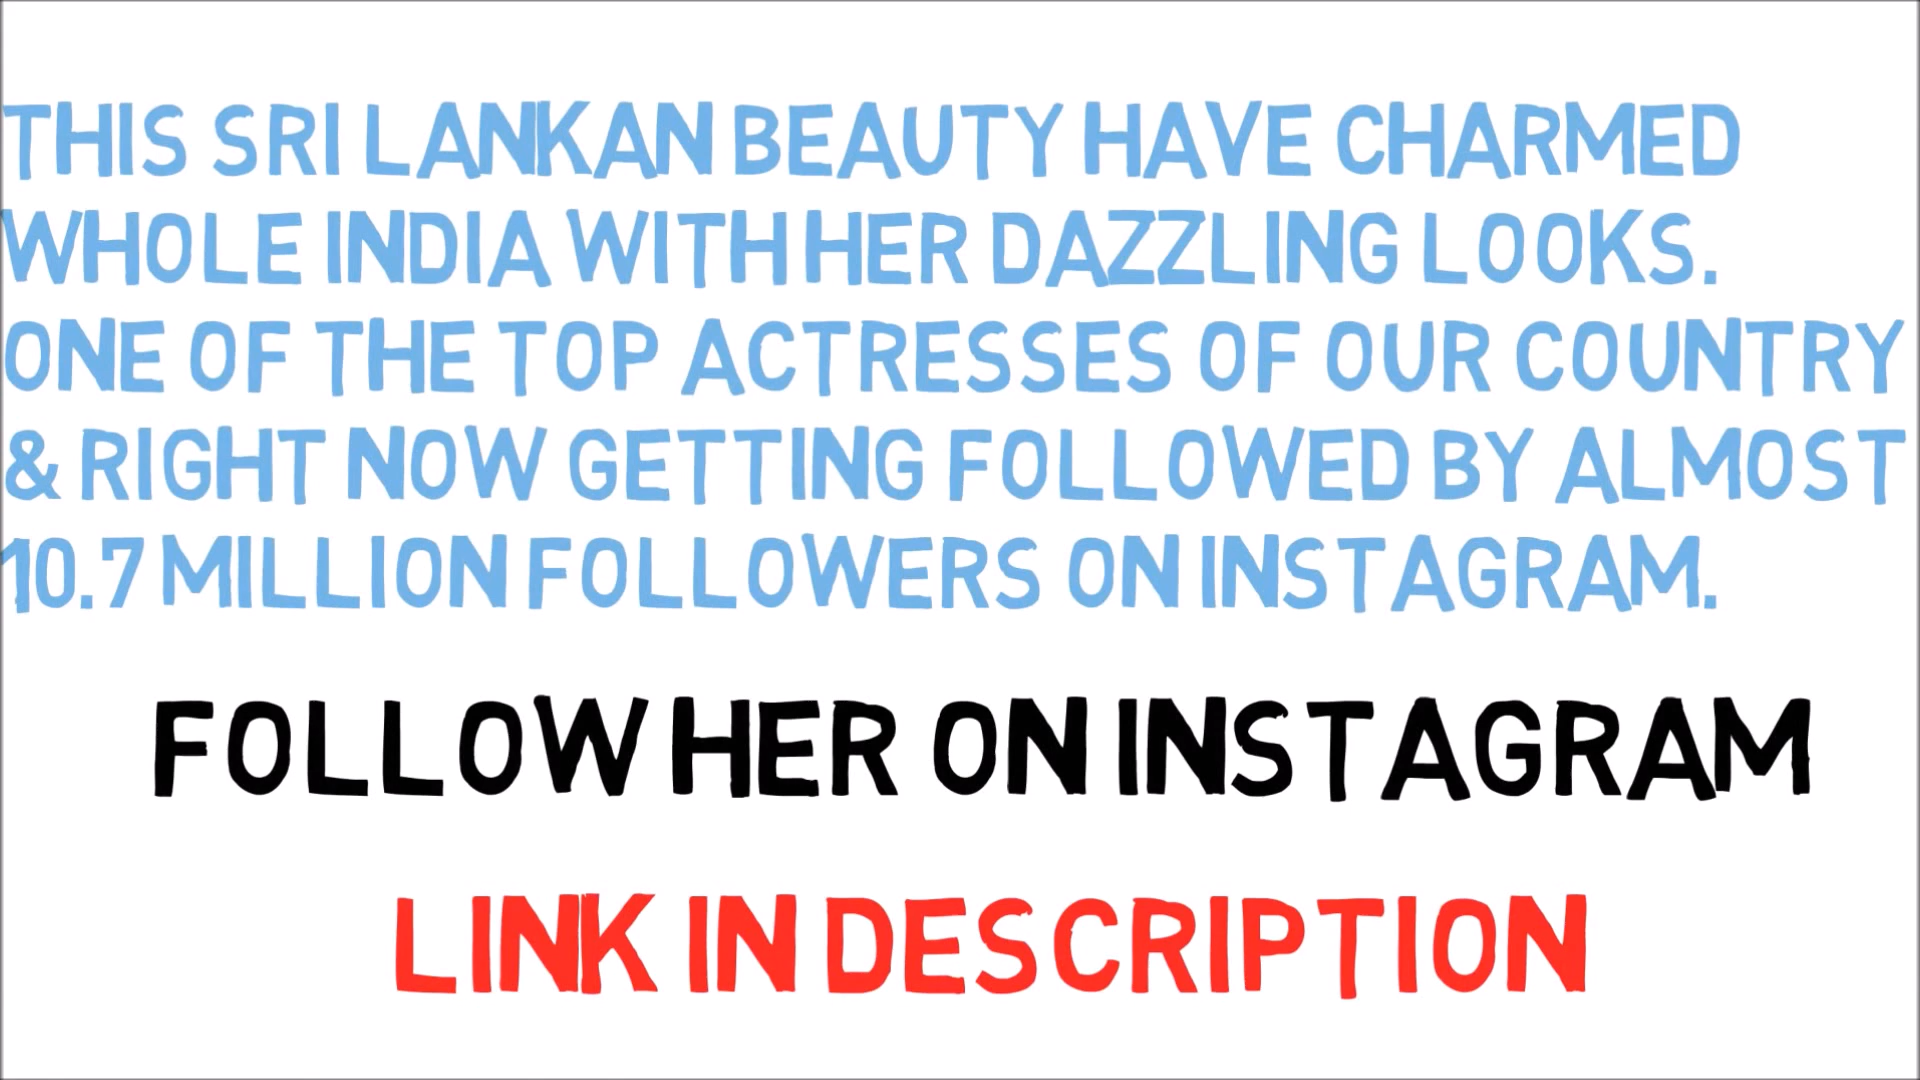 THIS SRI LANKAN BEAUTY HAVE CHARMED
WHOLE INDIA WITH HER DAZZLING LOOKS.
ONE OF THE TOP ACTRESSES OF OUR COUNTRY
& RIGHT NOW GETTING FOLLOWED BY ALMOST
10.7 MILLION FOLLOWERS ON INSTAGRAM.
FOLLOW HER ON INSTAGRAM
LINK IN DESCRIPTION